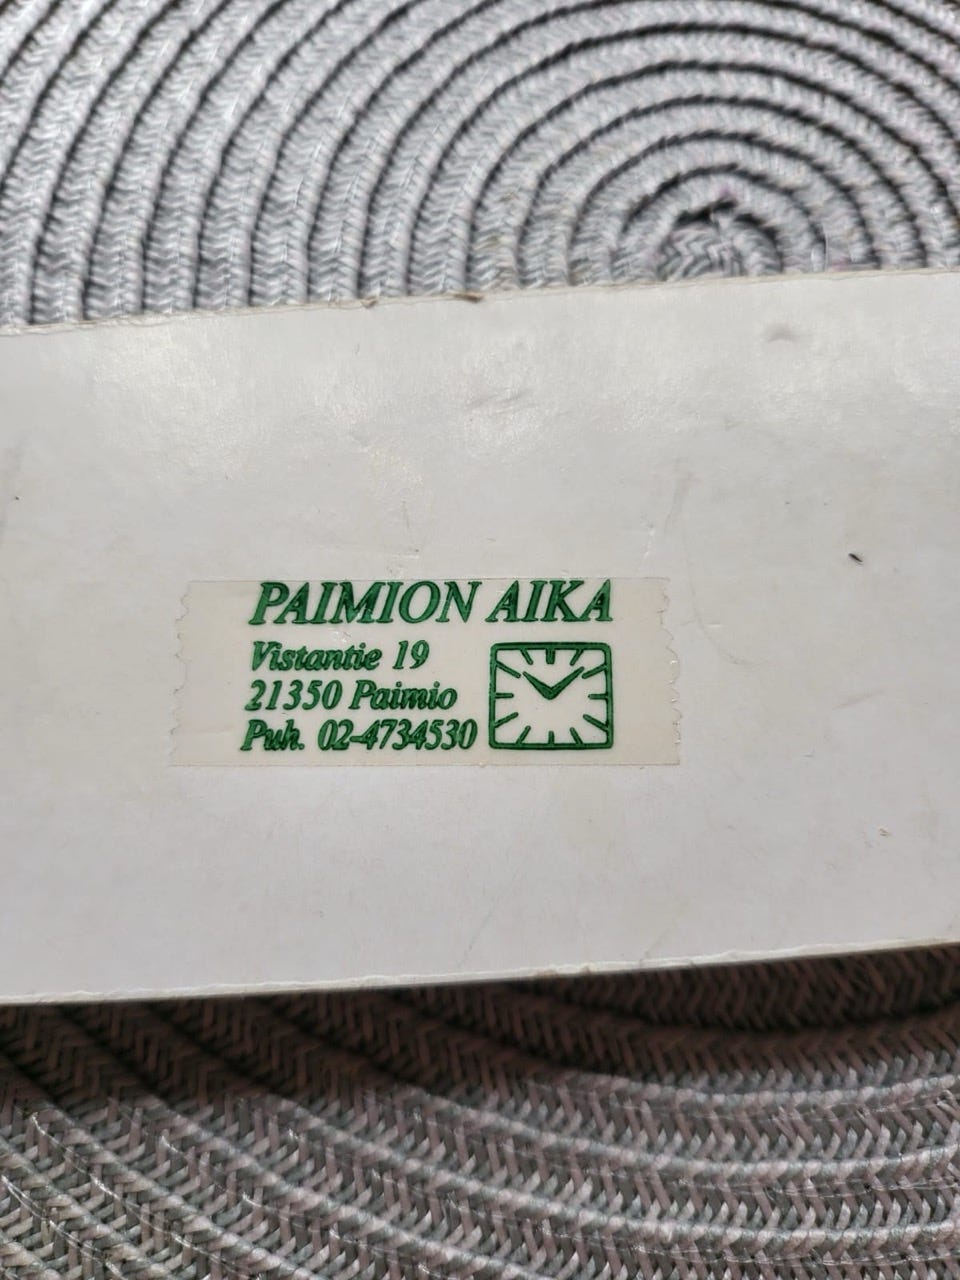 PAIMION AIKA
Vistantie 19
21350 Paimio
Puh. 02-4734530